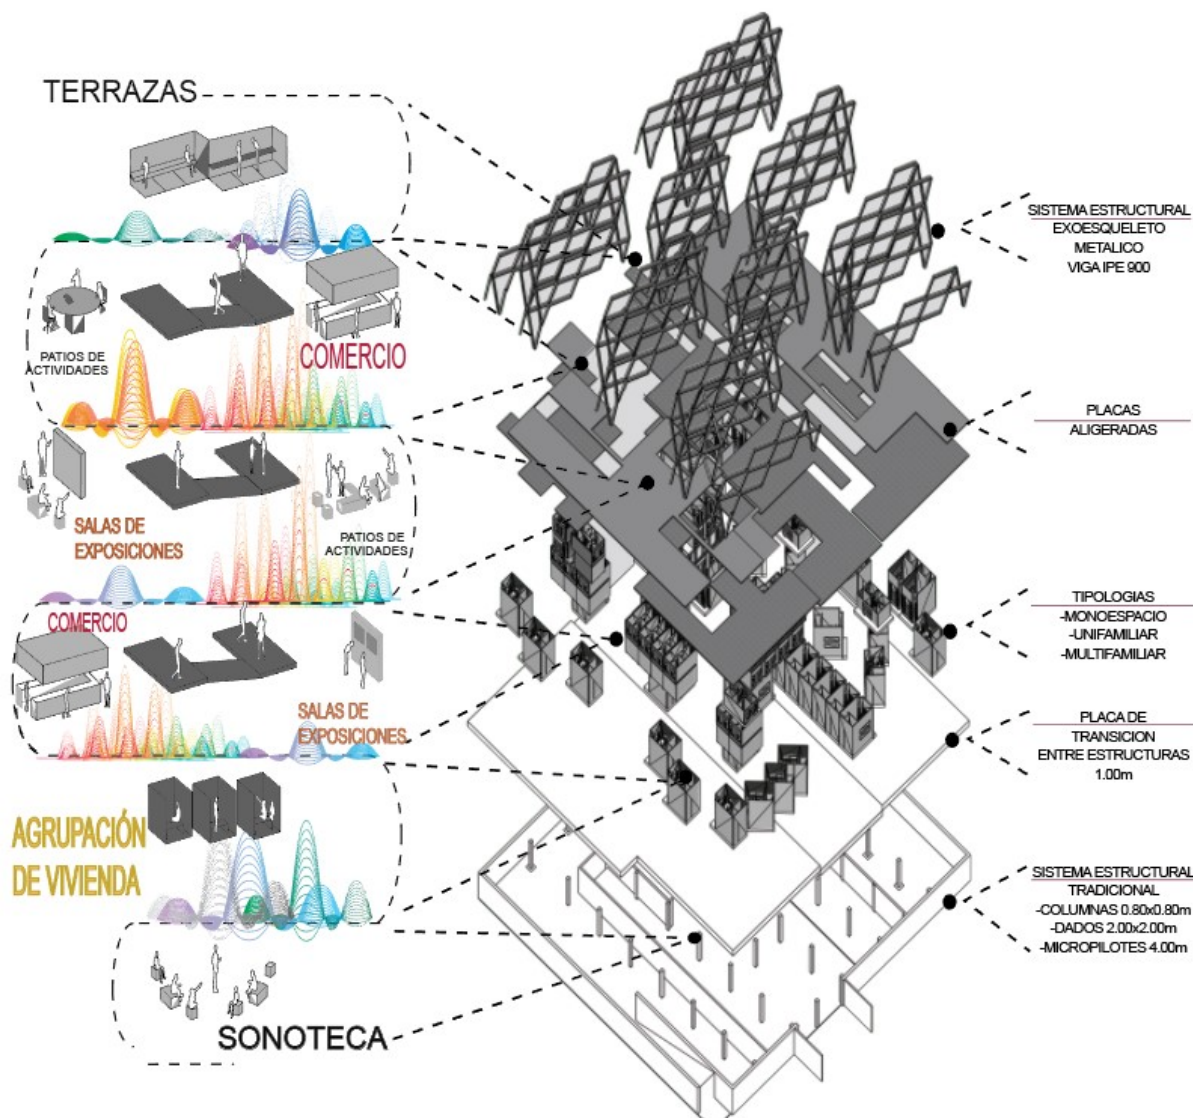 TERRAZAS
PATIOS DE
ACTIVIDADES
COMERCIO
SALAS DE
EXPOSICIONES
PATIOS DE
ACTIVIDADES
COMERCIO
SALAS DE
EXPOSICIONES
AGRUPACIÓN
DE VIVIENDA
SONOTECA
SISTEMA ESTRUCTURAL
EXOESQUELETO
METALICO
VIGA IPE 900
PLACAS
ALIGERADAS
TIPOLOGIAS
-MONOESPACIO
-UNIFAMILIAR
-MULTIFAMILIAR
PLACA DE
TRANSICION
ENTRE ESTRUCTURAS
1.00m
SISTEMA ESTRUCTURAL
TRADICIONAL
-COLUMNAS 0.80x0.80m
-DADOS 2.00x2.00m
-MICROPILOTES 4.00m